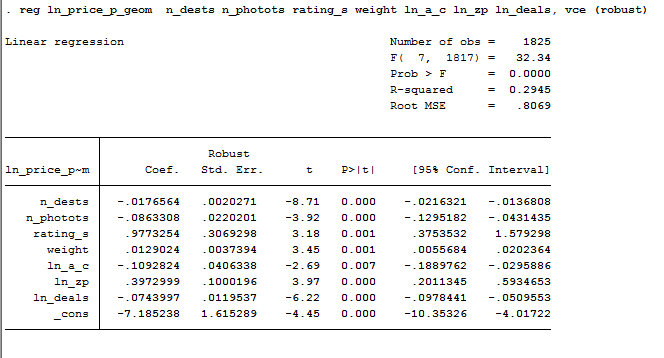 . reg ln_price_p_geom n_dests n_photots rating_s weight ln_a_c ln_zp ln_deals, vce (robust)
Linear regression Number of obs = 1825
F( 7, 1817) = 32.34
Prob > F = 0.0000
R-squared = 0.2945
Root MSE = .8069
Robust
ln_price_p~m Coef. Std. Err. t P>|t| [95% Conf. Interval]
n_dests -.0176564 .0020271 -8.71 0.000 -.0216321 -.0136808
n_photots -.0863308 .0220201 -3.92 0.000 -.1295182 -.0431435
rating_s .9773254 .3069298 3.18 0.001 .3753532 1.579298
weight .0129024 .0037394 3.45 0.001 .0055684 .0202364
ln_a_c -.1092824 .0406338 -2.69 0.007 -.1889762 -.0295886
ln_zp .3972999 .1000196 3.97 0.000 .2011345 .5934653
ln_deals -.0743997 .0119537 -6.22 0.000 -.0978441 -.0509553
_cons -7.185238 1.615289 -4.45 0.000 -10.35326 -4.01722